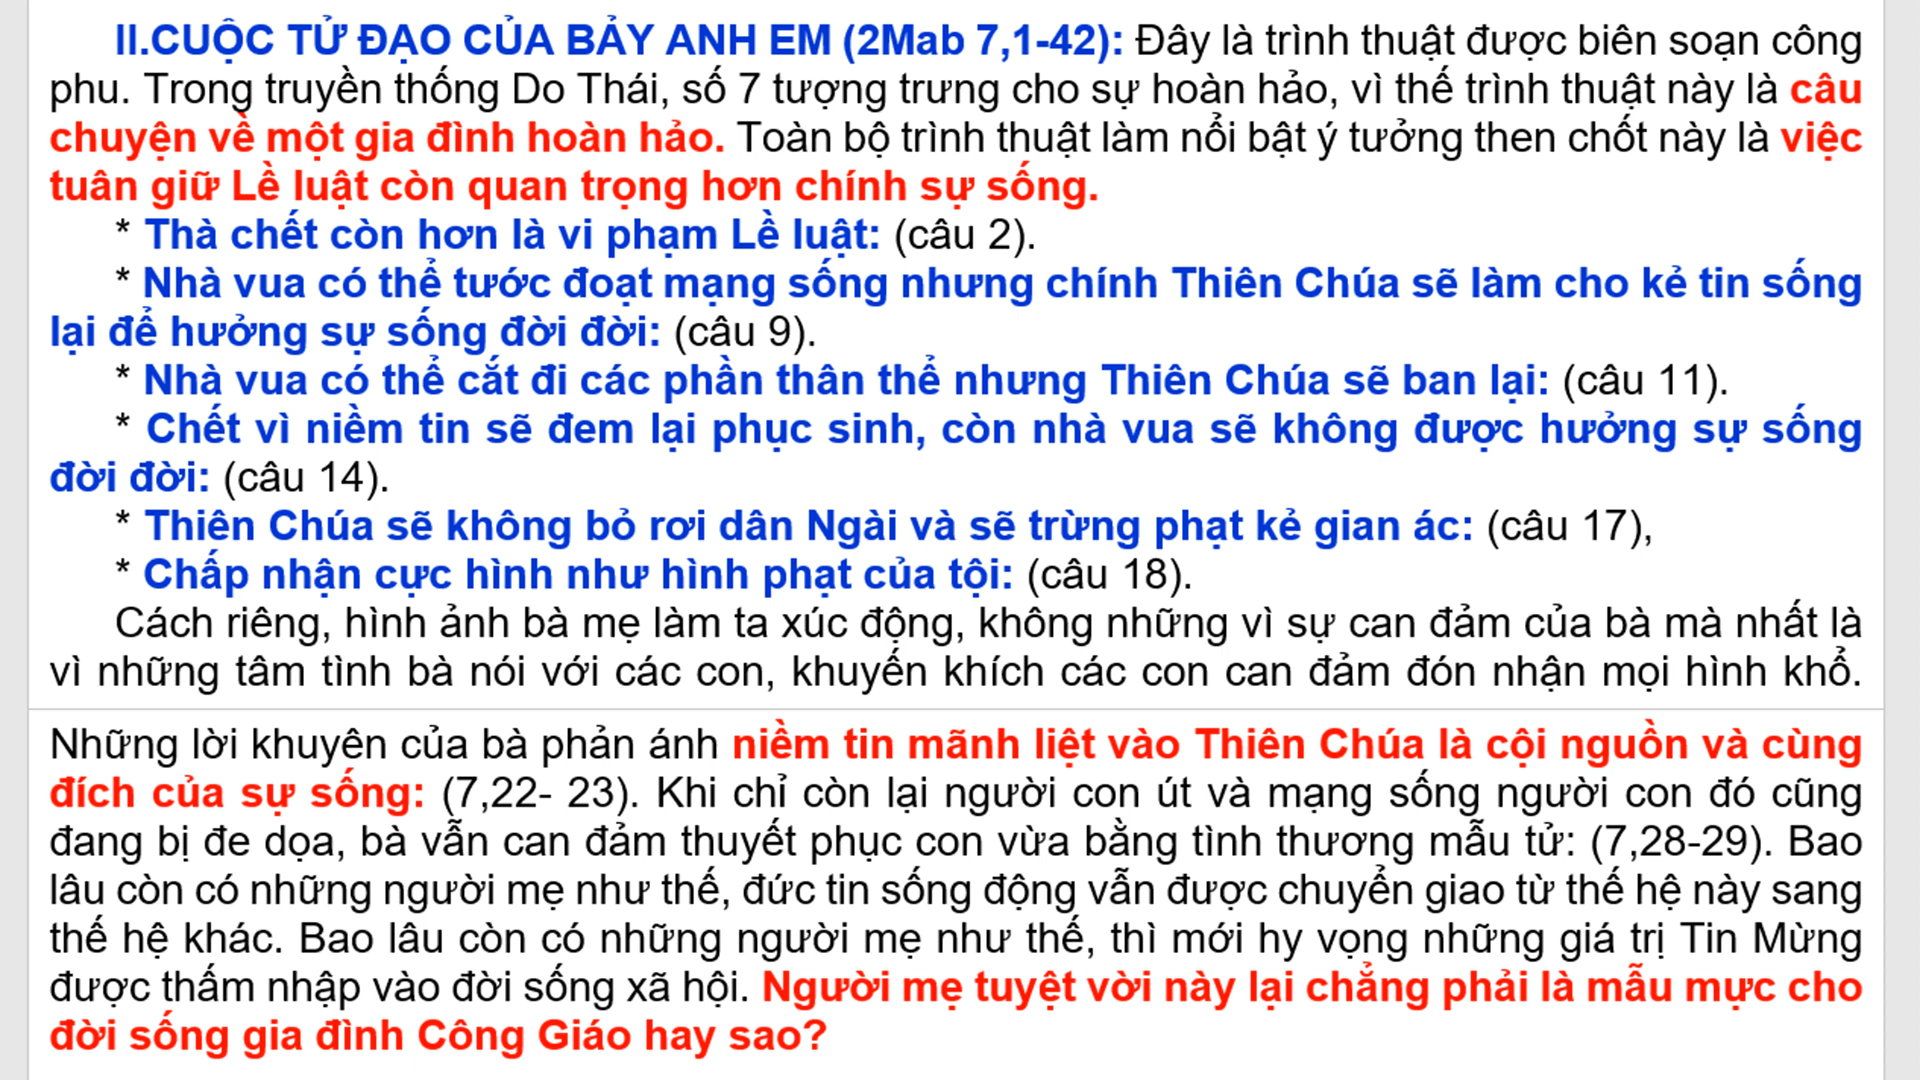 II.CUỘC TỬ ĐẠO CỦA BẢY ANH EM (2Mab 7,1-42): Đây là trình thuật được biên soạn công
phu. Trong truyền thống Do Thái, số 7 tượng trưng cho sự hoàn hảo, vì thế trình thuật này là câu
chuyện về một gia đình hoàn hảo. Toàn bộ trình thuật làm nổi bật ý tưởng then chốt này là việc
tuân giữ Lề luật còn quan trọng hơn chính sự sống.
* Thà chết còn hơn là vi phạm Lề luật: (câu 2).
* Nhà vua có thể tước đoạt mạng sống nhưng chính Thiên Chúa sẽ làm cho kẻ tin sống
lại để hưởng sự sống đời đời: (câu 9).
* Nhà vua có thể cắt đi các phần thân thể nhưng Thiên Chúa sẽ ban lại: (câu 11).
* Chết vì niềm tin sẽ đem lại phục sinh, còn nhà vua sẽ không được hưởng sự sống
đời đời: (câu 14).
* Thiên Chúa sẽ không bỏ rơi dân Ngài và sẽ trừng phạt kẻ gian ác: (câu 17),
* Chấp nhận cực hình như hình phạt của tội: (câu 18).
Cách riêng, hình ảnh bà mẹ làm ta xúc động, không những vì sự can đảm của bà mà nhất là
vì những tâm tình bà nói với các con, khuyến khích các con can đảm đón nhận mọi hình khổ.
Những lời khuyên của bà phản ánh niềm tin mãnh liệt vào Thiên Chúa là cội nguồn và cùng
đích của sự sống: (7,22- 23). Khi chỉ còn lại người con út và mạng sống người con đó cũng
đang bị đe dọa, bà vẫn can đảm thuyết phục con vừa bằng tình thương mẫu tử: (7,28-29). Bao
lâu còn có những người mẹ như thế, đức tin sống động vẫn được chuyển giao từ thế hệ này sang
thế hệ khác. Bao lâu còn có những người mẹ như thế, thì mới hy vọng những giá trị Tin Mừng
được thấm nhập vào đời sống xã hội. Người mẹ tuyệt vời này lại chẳng phải là mẫu mực cho
đời sống gia đình Công Giáo hay sao?